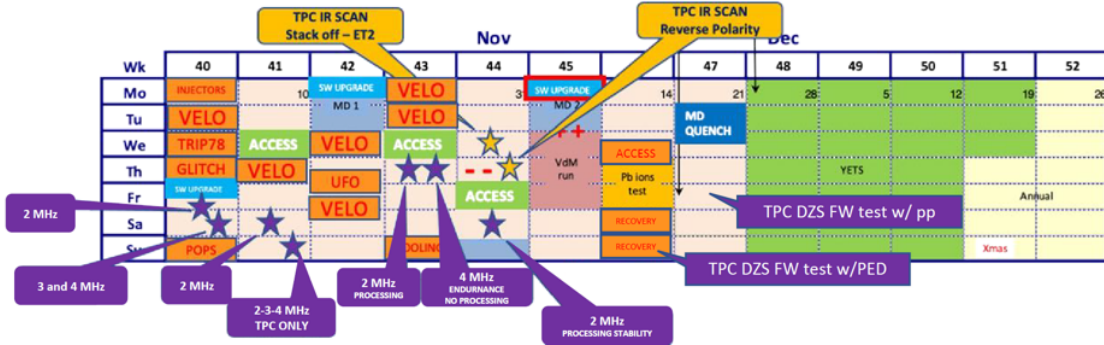 TPC IR SCAN
Stack off – ET2
TPC IR SCAN
Reverse Polarity
Nov
Dec
Wk 40 41 42 43 44 45 47 48 49 50 51 52
Mo INJECTORS 10 SW UPGRADE VELO 3 SW UPGRADE 14 21 28 5 12 19 26
MD 1 MD 2
Tu VELO VELO MD
QUENCH
We TRIP78 ACCESS VELO ACCESS ++ ACCESS
Th GLITCH VELO UFO - - VdM
run
Pb ions
test
YETS
Fr SW UPGRADE VELO ACCESS Annual
Sa RECOVERY
Su POPS RECOVERY Xmas
2 MHz
3 and 4 MHz
2 MHz
2-3-4 MHz
TPC ONLY
2 MHz
PROCESSING
4 MHz
ENDURANCE
NO PROCESSING
2 MHz
PROCESSING STABILITY
TPC DZS FW test w/ pp
TPC DZS FW test w/PED